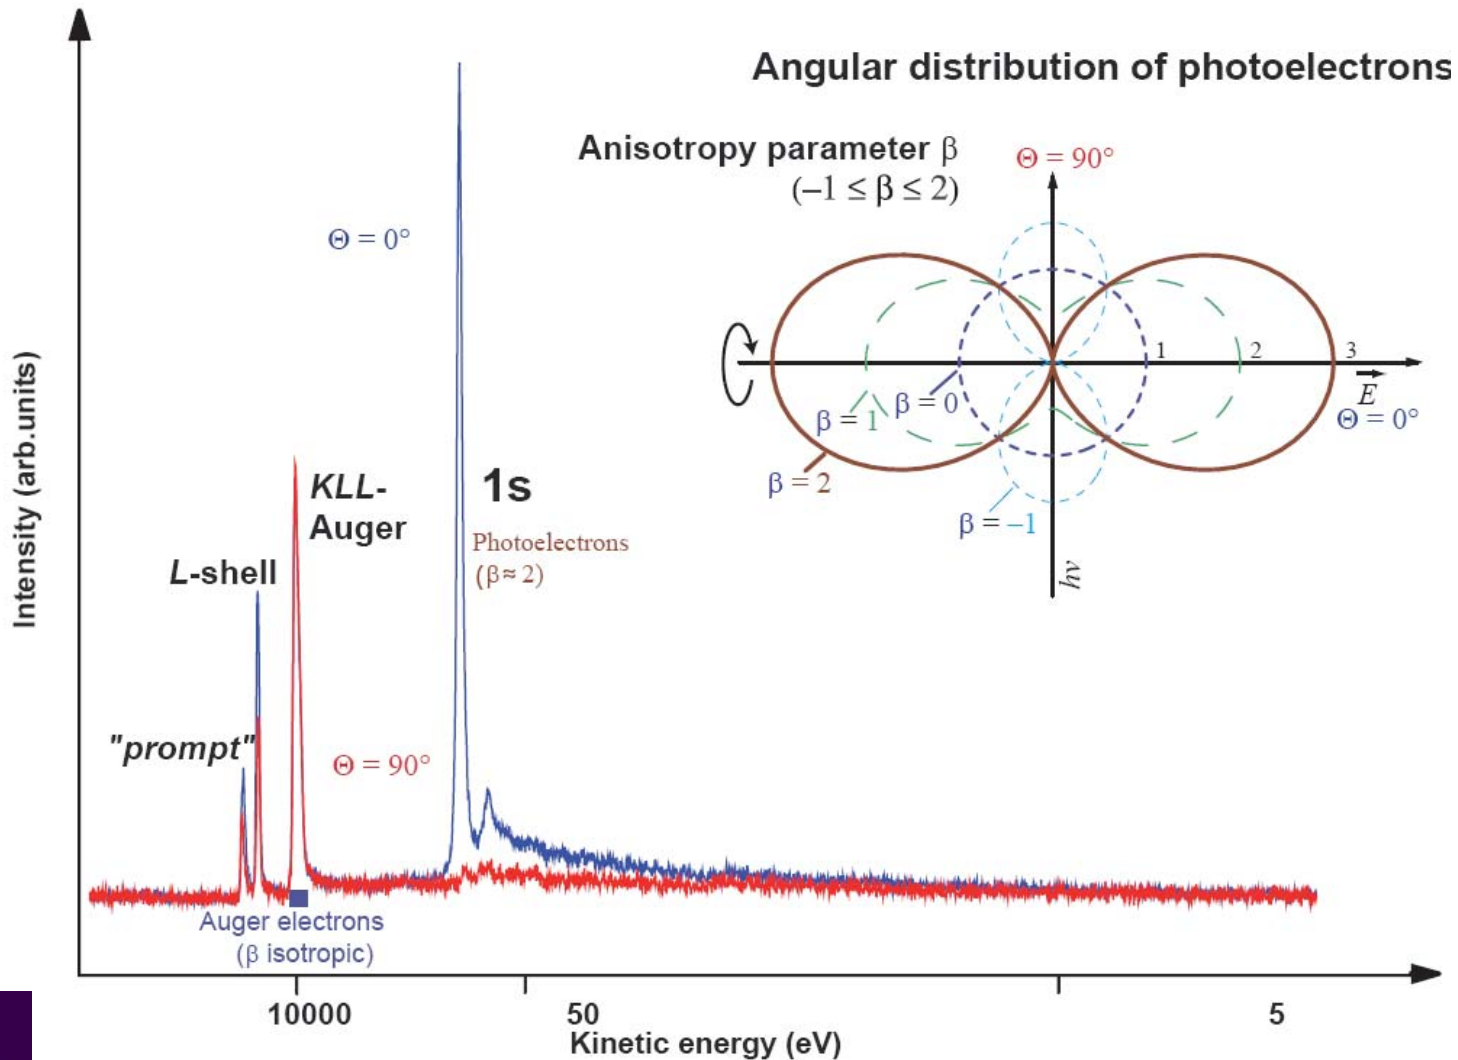 Angular distribution of photoelectrons
Anisotropy parameter β
(–1 ≤ β ≤ 2)
Θ = 90°
Θ = 0°
1
2
3
E
Θ = 0°
β = 0
β = 1
β = 2
β = –1
hν
1s
Photoelectrons
(β≈ 2)
KLL-
Auger
L-shell
"prompt"
Θ = 90°
Auger electrons
(β isotropic)
Intensity (arb.units)
10000
50
5
Kinetic energy (eV)